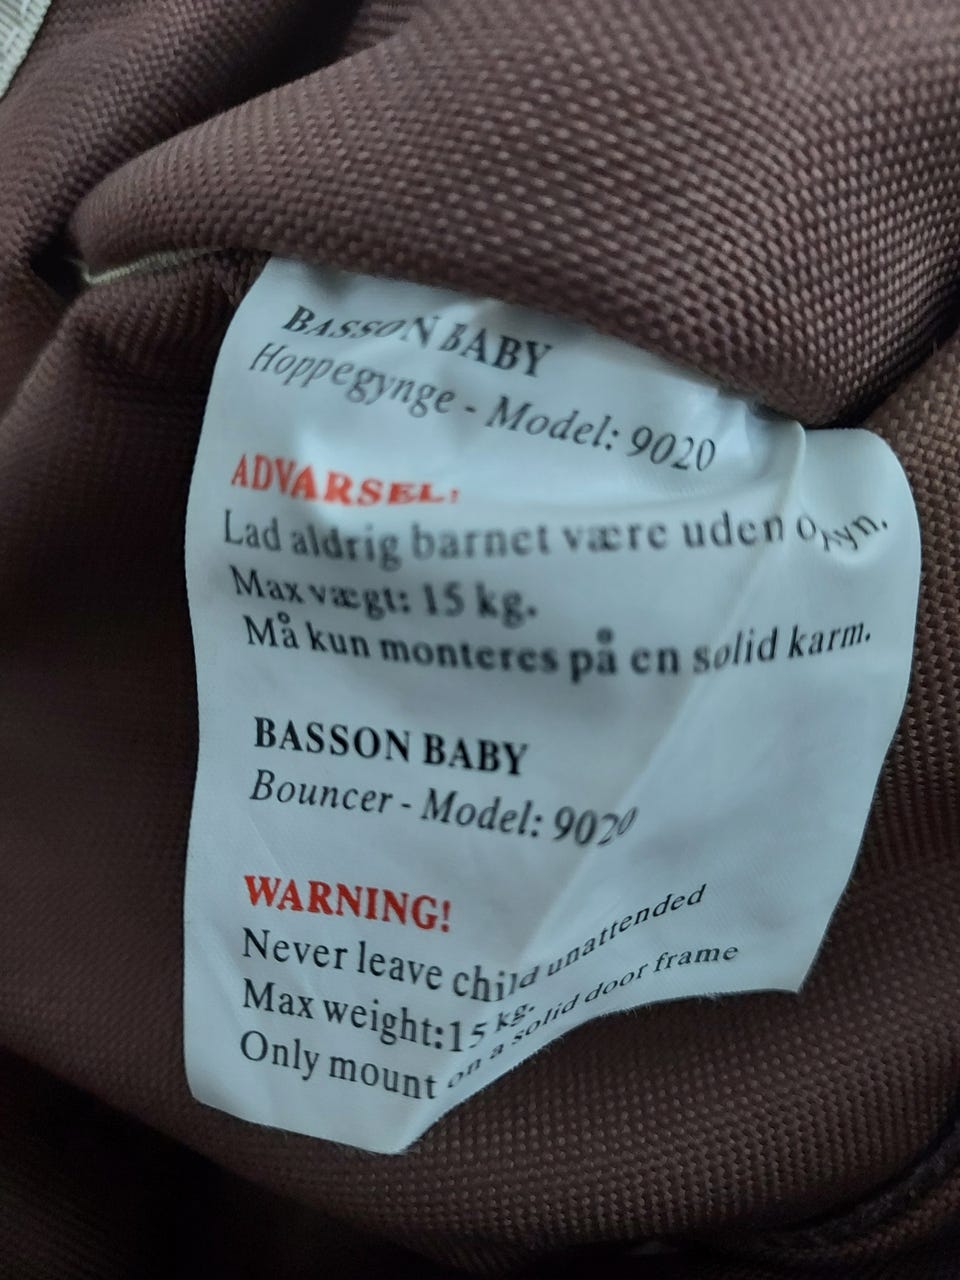 BASSON BABY
Hoppegynge - Model: 9020
ADVARSEL!
Lad aldrig barnet være uden
Max vægt: 15 kg.
Må kun monteres på en solid karm.
BASSON BABY
Bouncer - Model: 9020
WARNING!
Never leave child unattended
Max weight:15 kg.
Only mount on a solid door frame